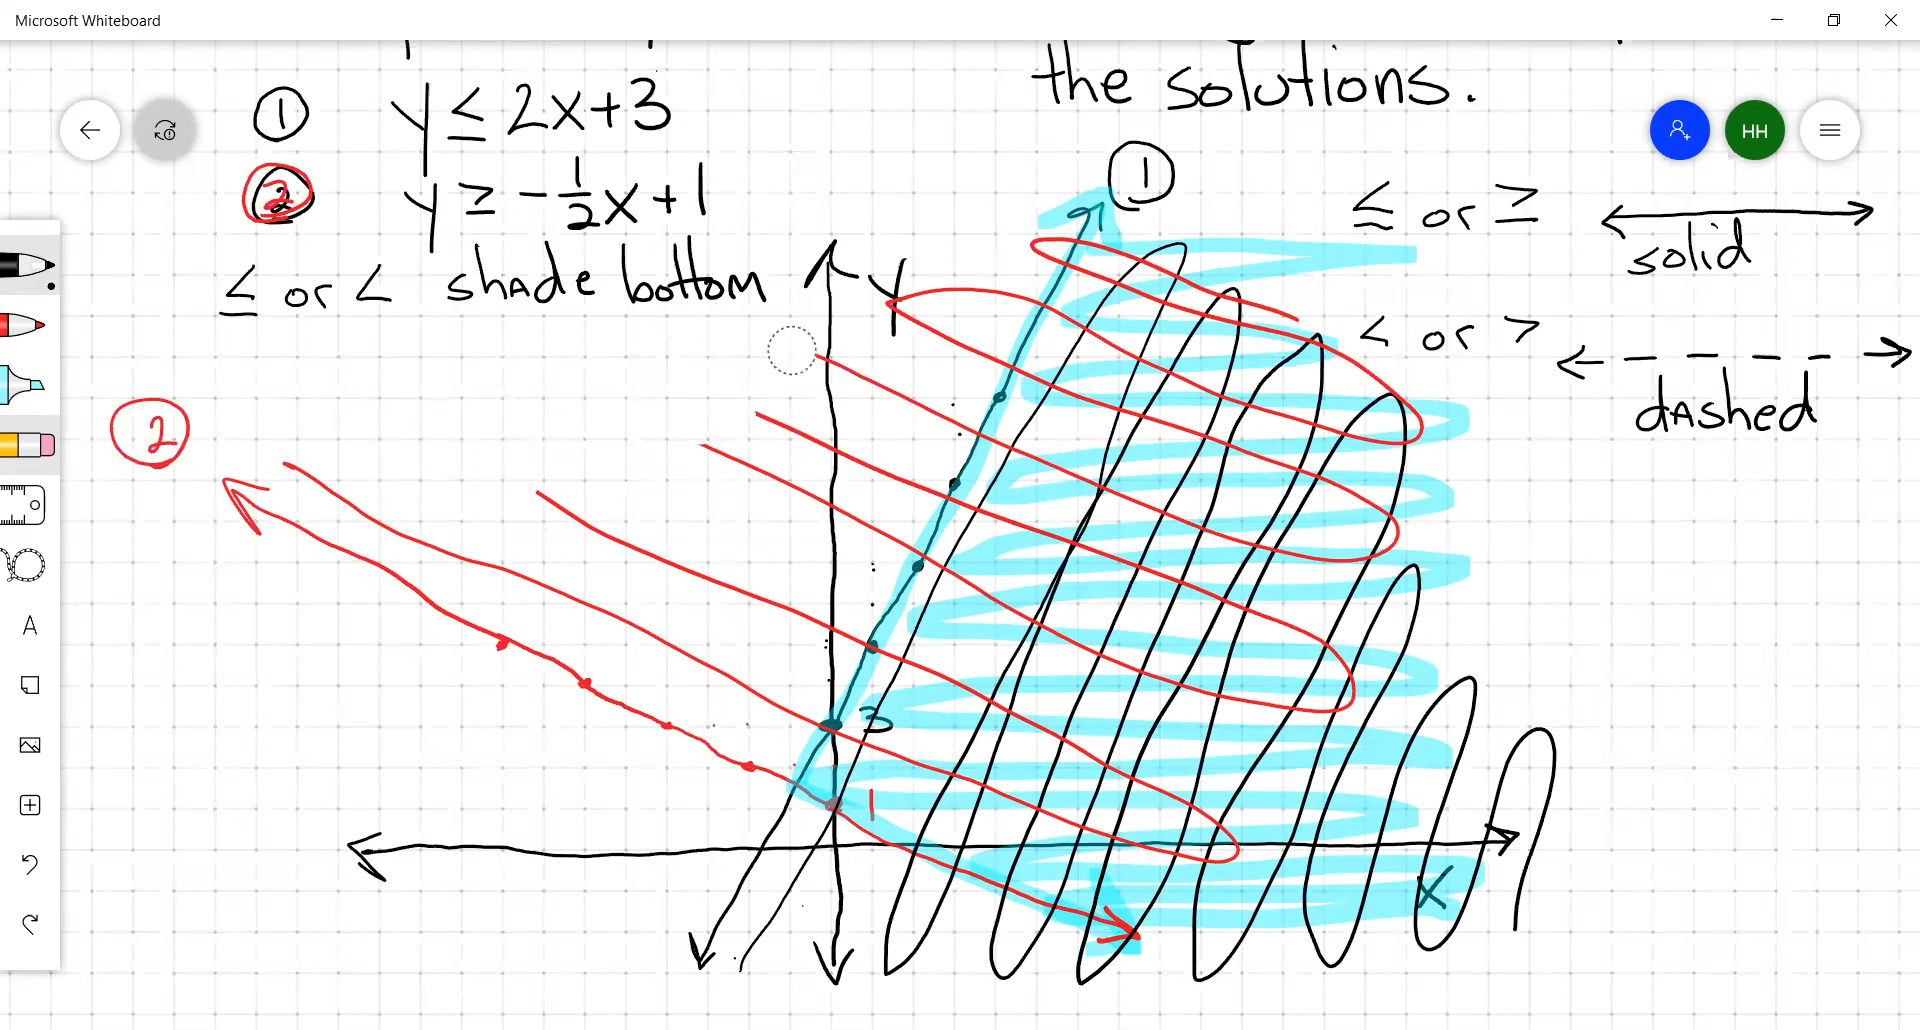 Microsoft Whiteboard
the solutions.
① y ≤ 2x+3
② y ≥ -1/2x+1
≤ or < shade bottom
HH
①
≤ or ≥
solid
< or >
dashed
y
2
3
1
x
A